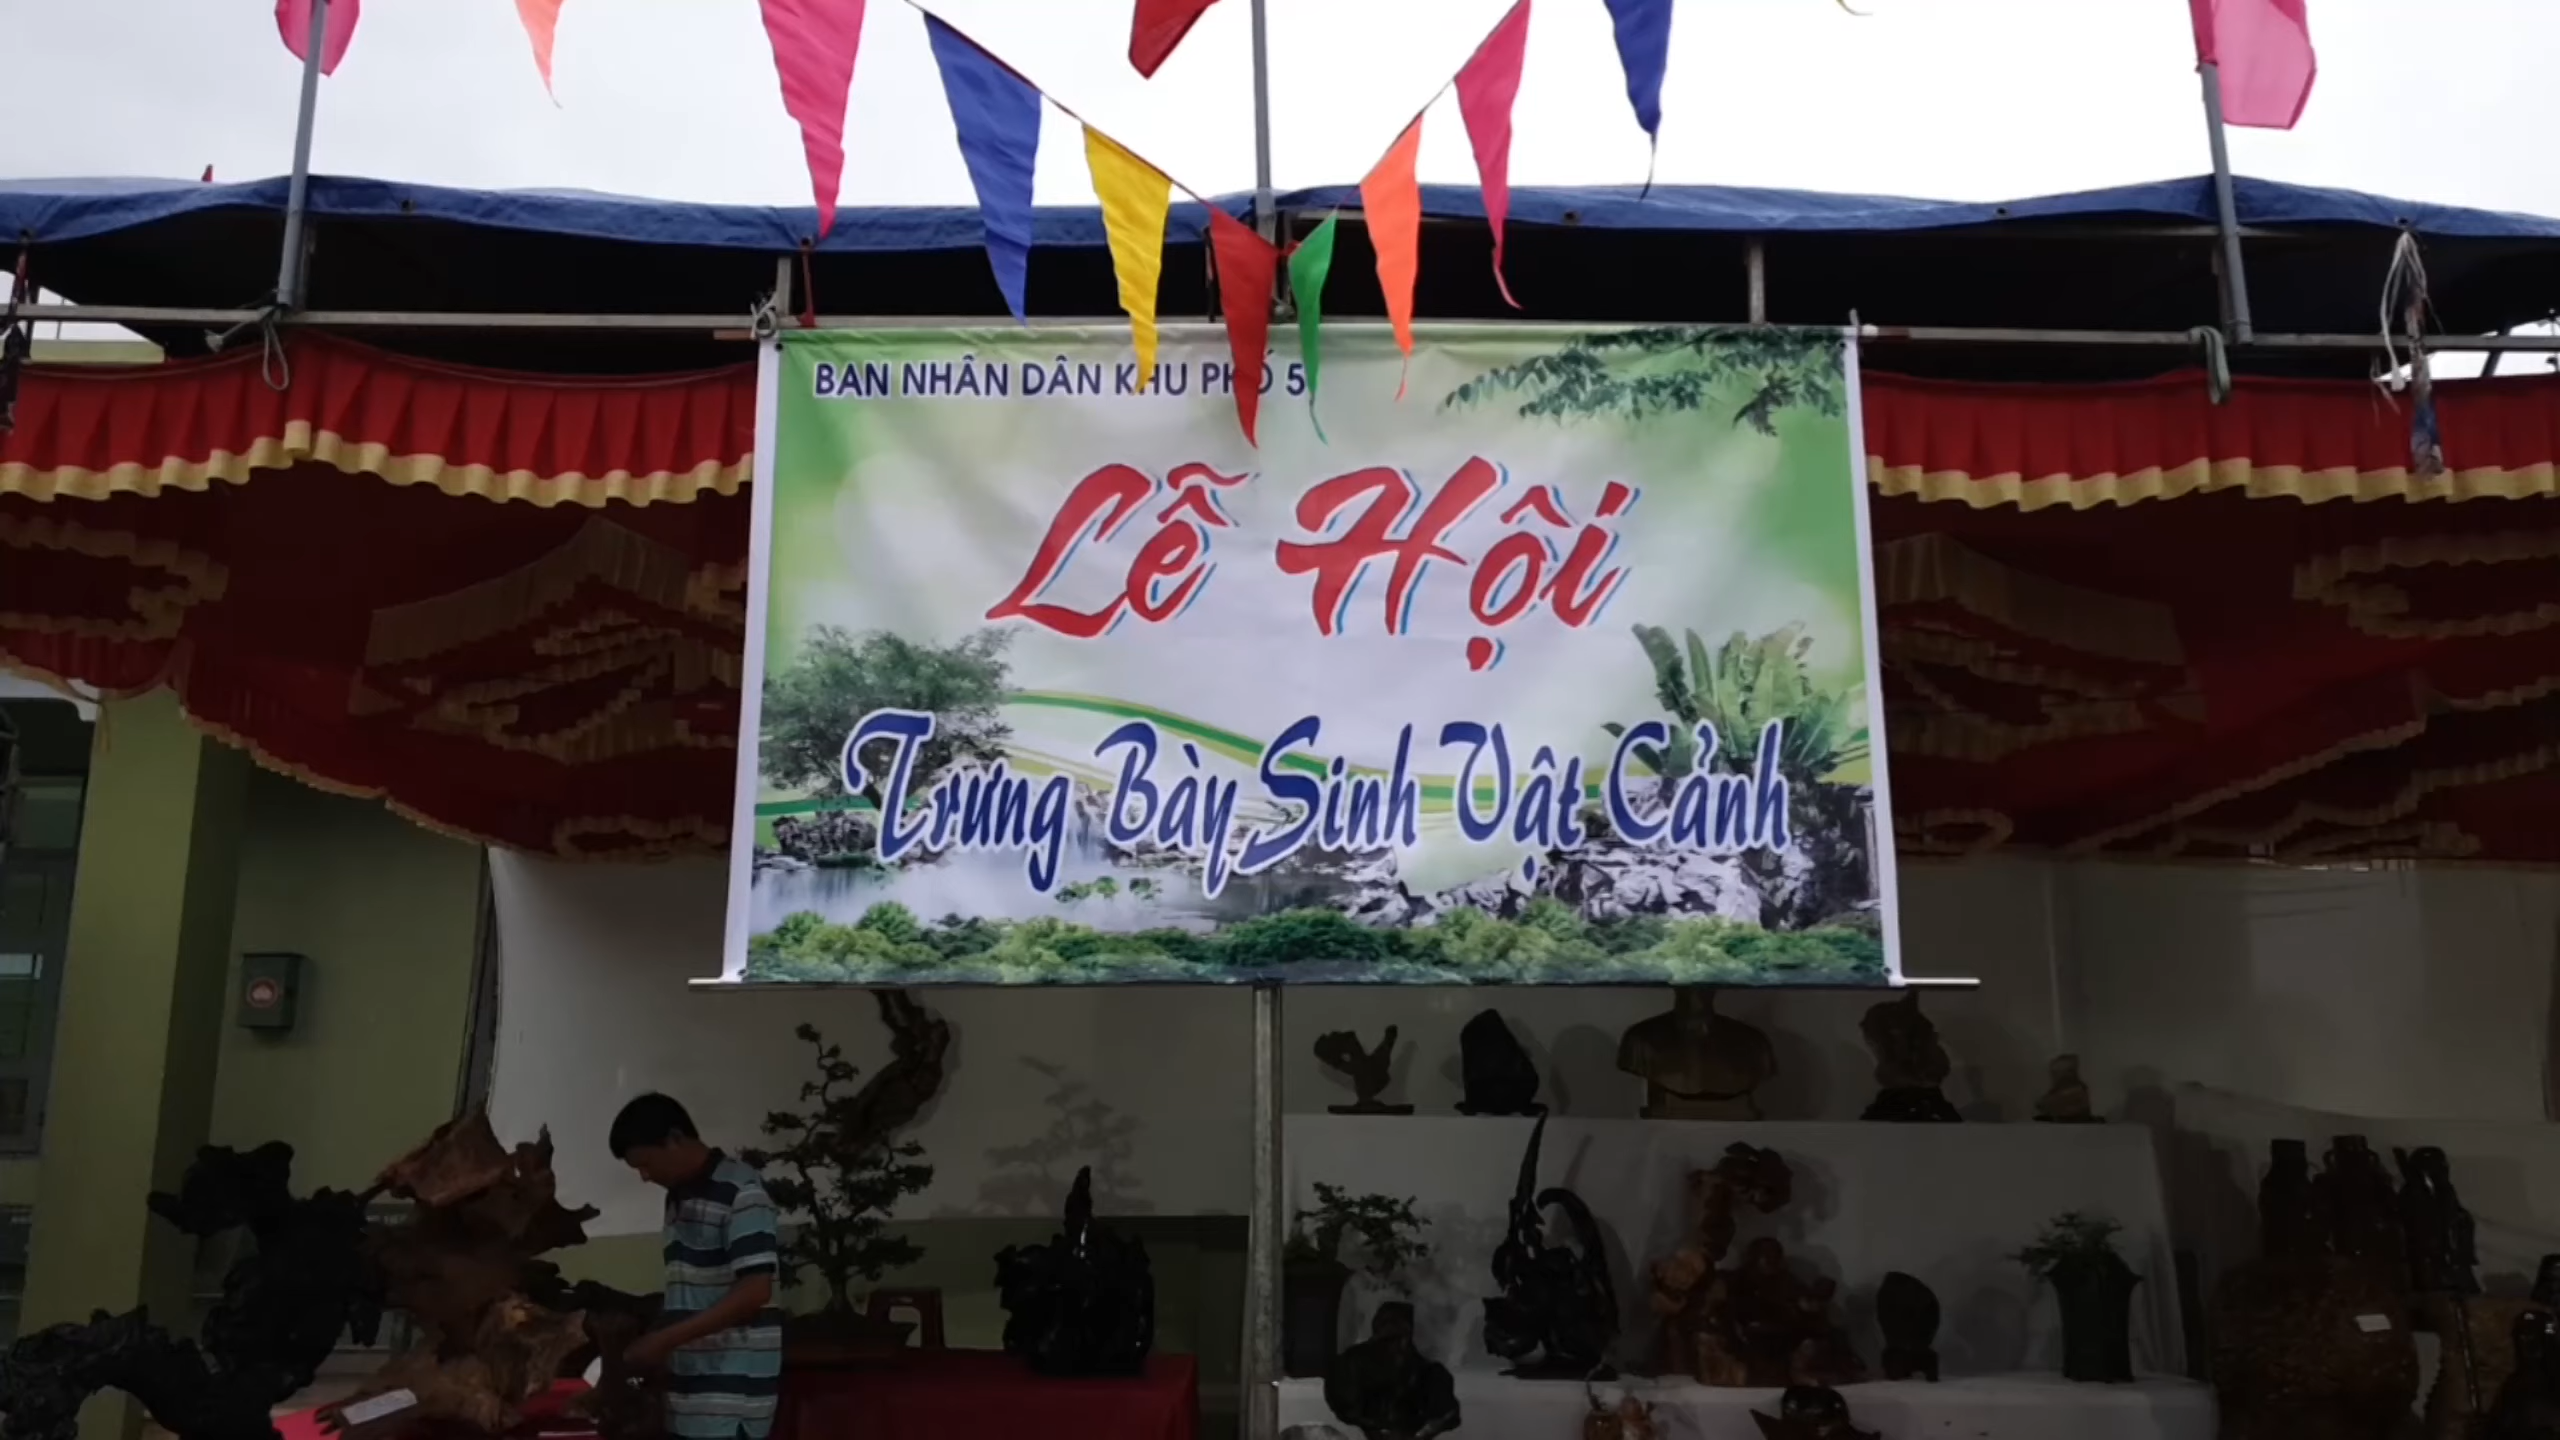 BAN NHÂN DÂN KHU PHỐ 5
Lễ Hội
Trưng Bày Sinh Vật Cảnh